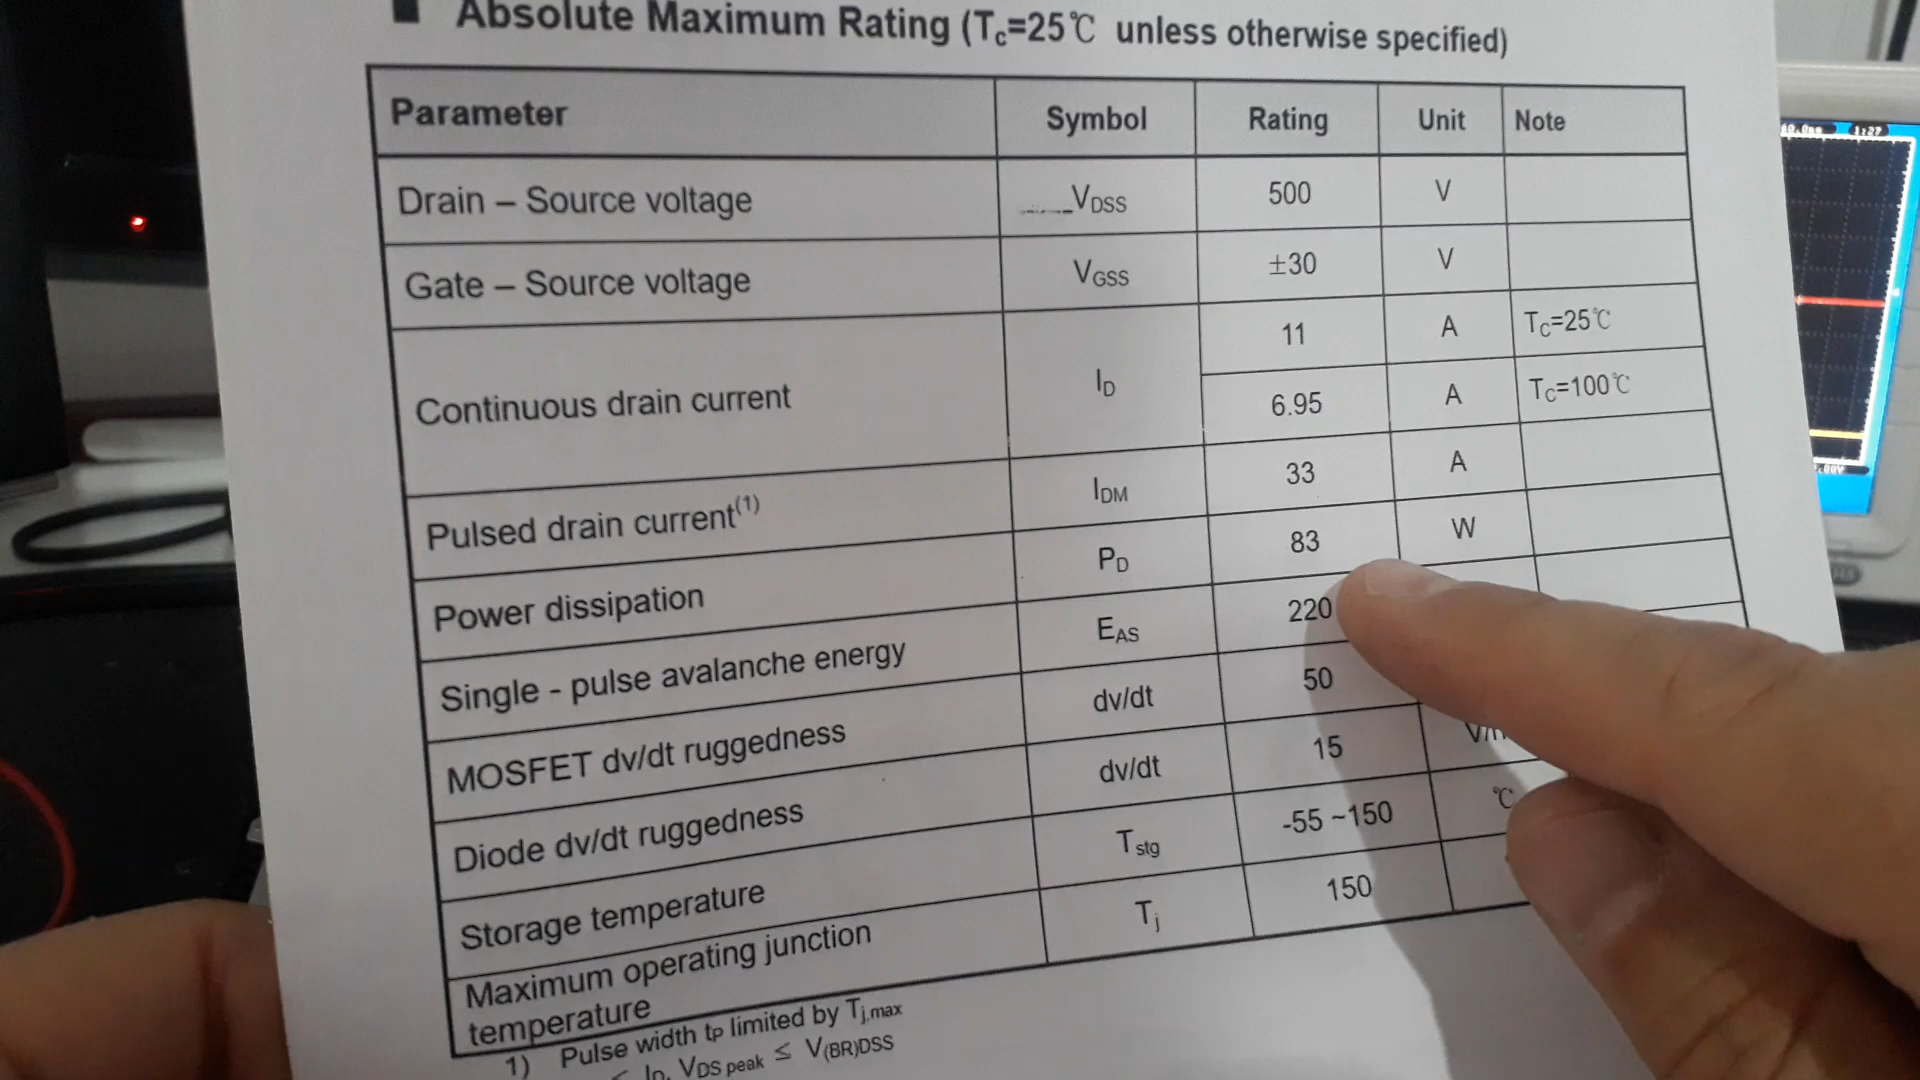 ■ Absolute Maximum Rating (Tc=25℃ unless otherwise specified)
Parameter Symbol Rating Unit Note
Drain – Source voltage VDSS 500 V
Gate – Source voltage VGSS ±30 V
Continuous drain current ID 11 A TC=25℃
6.95 A TC=100℃
Pulsed drain current(1) IDM 33 A
Power dissipation PD 83 W
Single - pulse avalanche energy EAS 220
MOSFET dv/dt ruggedness dv/dt 50
Diode dv/dt ruggedness dv/dt 15
Storage temperature Tstg -55 ~150 ℃
Maximum operating junction
temperature Tj 150
1) Pulse width tP limited by Tj,max
ID, VDS peak ≤ V(BR)DSS
1:27